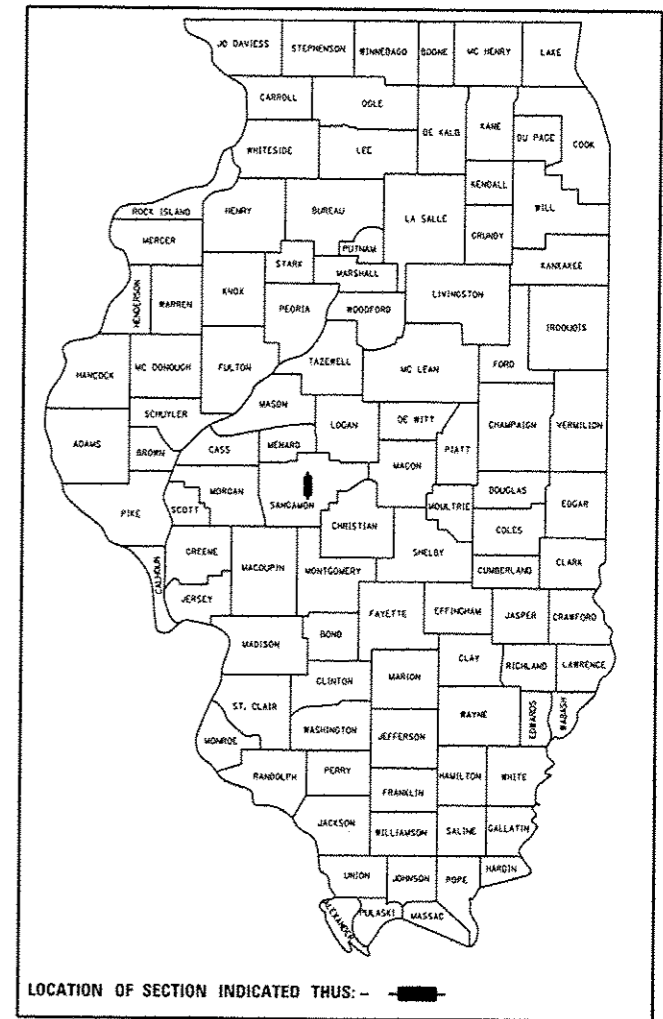 JO DAVIESS STEPHENSON WINNEBAGO BOONE MC HENRY LAKE
CARROLL OGLE DE KALB KANE DU PAGE COOK
WHITESIDE LEE
KENDALL WILL
ROCK ISLAND HENRY BUREAU LA SALLE GRUNDY
MERCER PUTNAM KANKAKEE
STARK MARSHALL
HENDERSON WARREN KNOX PEORIA WOODFORD LIVINGSTON IROQUOIS
HANCOCK MC DONOUGH FULTON TAZEWELL MC LEAN FORD
SCHUYLER MASON LOGAN DE WITT CHAMPAIGN VERMILION
ADAMS BROWN CASS MENARD PIATT
MACON
PIKE SCOTT MORGAN SANGAMON CHRISTIAN MOULTRIE DOUGLAS EDGAR
COLES
GREENE MACOUPIN MONTGOMERY SHELBY CUMBERLAND CLARK
CALHOUN JERSEY
FAYETTE EFFINGHAM JASPER CRAWFORD
MADISON BOND
CLAY RICHLAND LAWRENCE
CLINTON MARION
ST. CLAIR WAYNE EDWARDS WABASH
MONROE WASHINGTON JEFFERSON
RANDOLPH PERRY HAMILTON WHITE
FRANKLIN
JACKSON WILLIAMSON SALINE GALLATIN
UNION JOHNSON POPE HARDIN
ALEXANDER PULASKI MASSAC
LOCATION OF SECTION INDICATED THUS: -